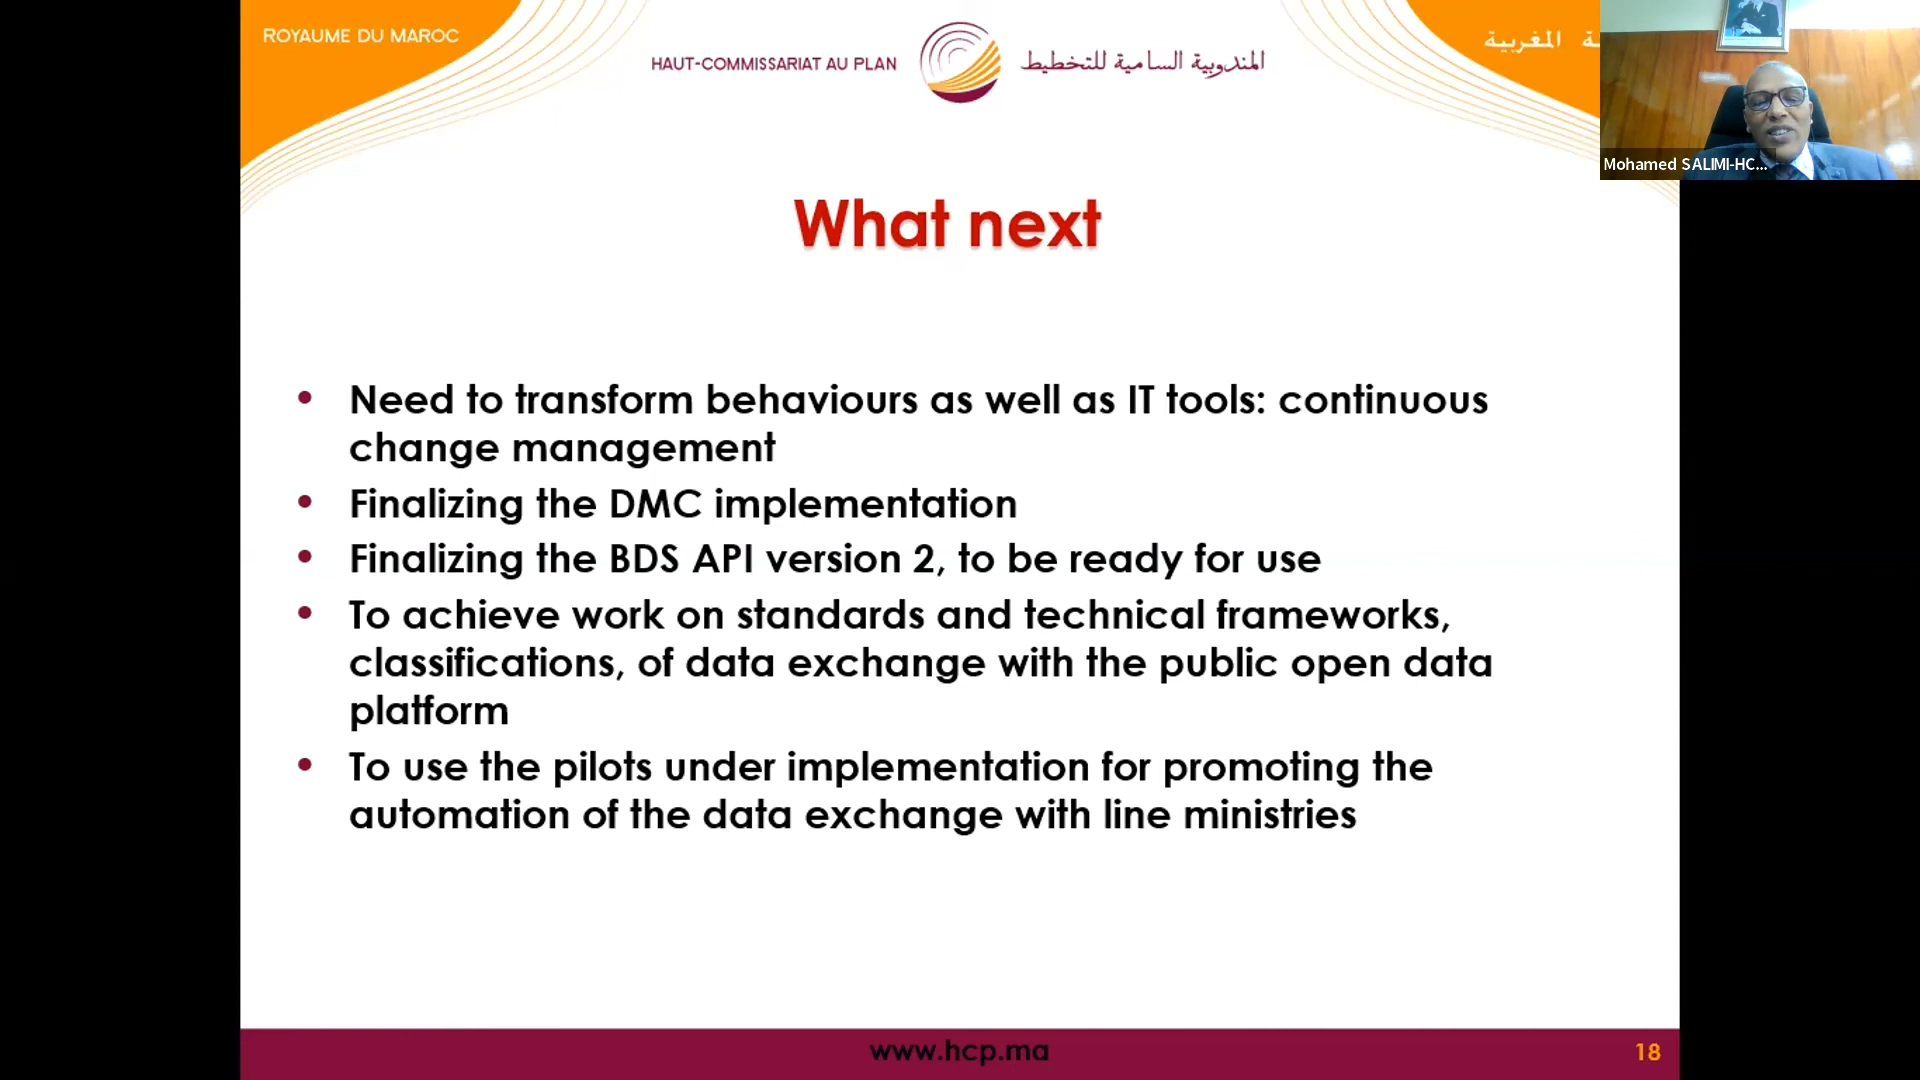 ROYAUME DU MAROC
HAUT-COMMISSARIAT AU PLAN
المندوبية السامية للتخطيط
المغربية
Mohamed SALIMI-HC...
What next
• Need to transform behaviours as well as IT tools: continuous
change management
• Finalizing the DMC implementation
• Finalizing the BDS API version 2, to be ready for use
• To achieve work on standards and technical frameworks,
classifications, of data exchange with the public open data
platform
• To use the pilots under implementation for promoting the
automation of the data exchange with line ministries
www.hcp.ma
18